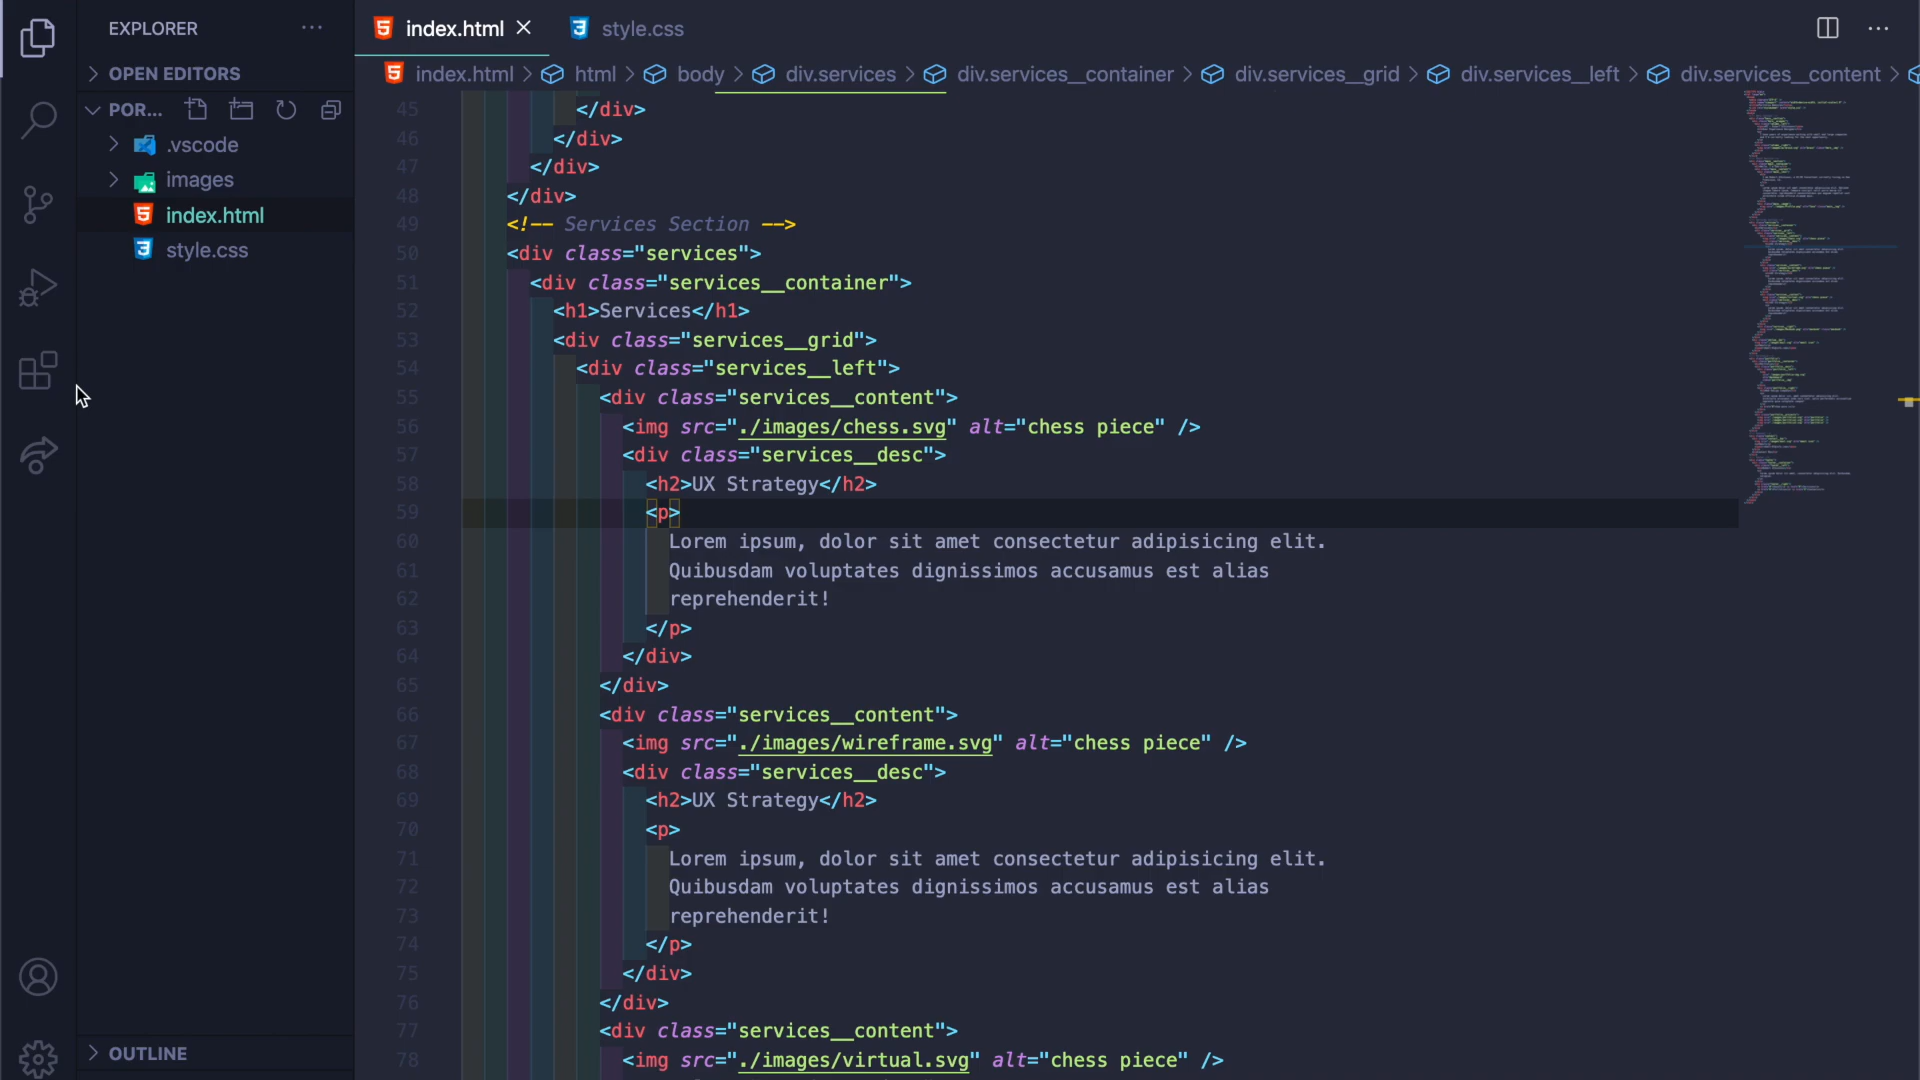 EXPLORER
OPEN EDITORS
POR...
.vscode
images
index.html
style.css
OUTLINE
index.html
style.css
index.html > html > body > div.services > div.services__container > div.services__grid > div.services__left > div.services__content >
45 </div>
46 </div>
47 </div>
48 </div>
49 <!-- Services Section -->
50 <div class="services">
51 <div class="services__container">
52 <h1>Services</h1>
53 <div class="services__grid">
54 <div class="services__left">
55 <div class="services__content">
56 <img src="./images/chess.svg" alt="chess piece" />
57 <div class="services__desc">
58 <h2>UX Strategy</h2>
59 <p>
60 Lorem ipsum, dolor sit amet consectetur adipisicing elit.
61 Quibusdam voluptates dignissimos accusamus est alias
62 reprehenderit!
63 </p>
64 </div>
65 </div>
66 <div class="services__content">
67 <img src="./images/wireframe.svg" alt="chess piece" />
68 <div class="services__desc">
69 <h2>UX Strategy</h2>
70 <p>
71 Lorem ipsum, dolor sit amet consectetur adipisicing elit.
72 Quibusdam voluptates dignissimos accusamus est alias
73 reprehenderit!
74 </p>
75 </div>
76 </div>
77 <div class="services__content">
78 <img src="./images/virtual.svg" alt="chess piece" />